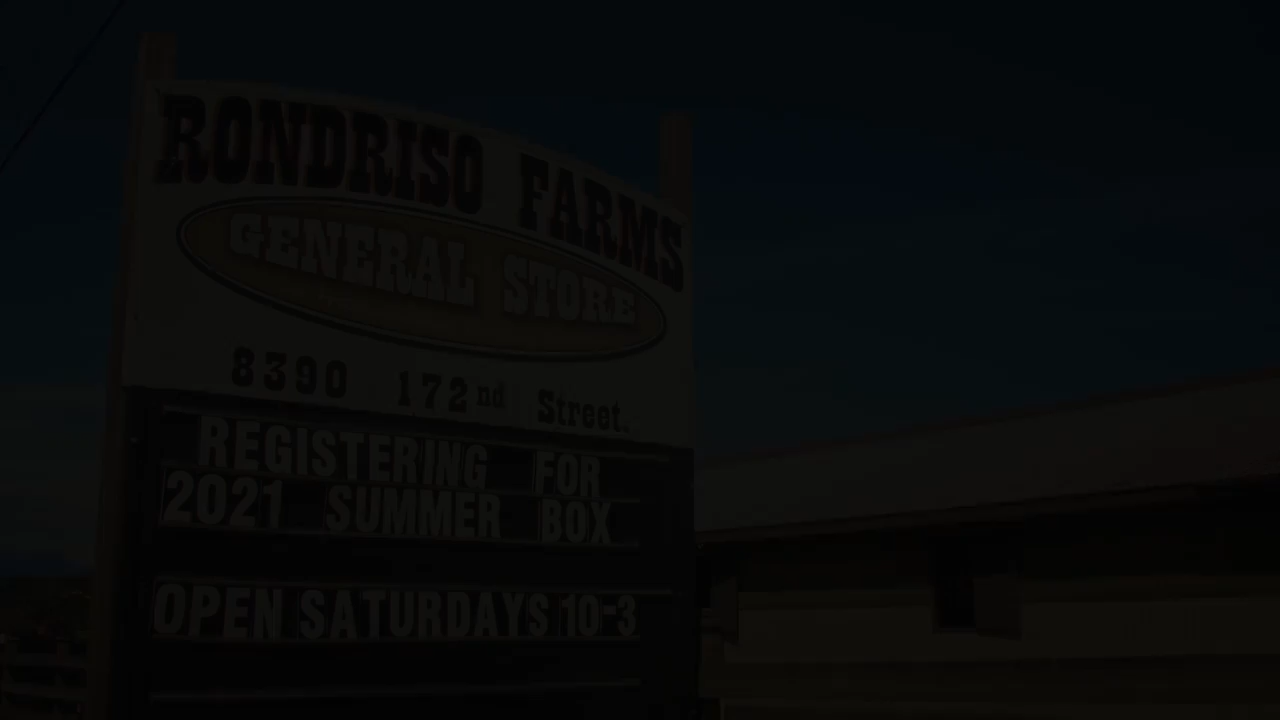 RONDRISO FARMS
GENERAL STORE
8390 172nd Street.
REGISTERING FOR
2021 SUMMER BOX
OPEN SATURDAYS 10-3